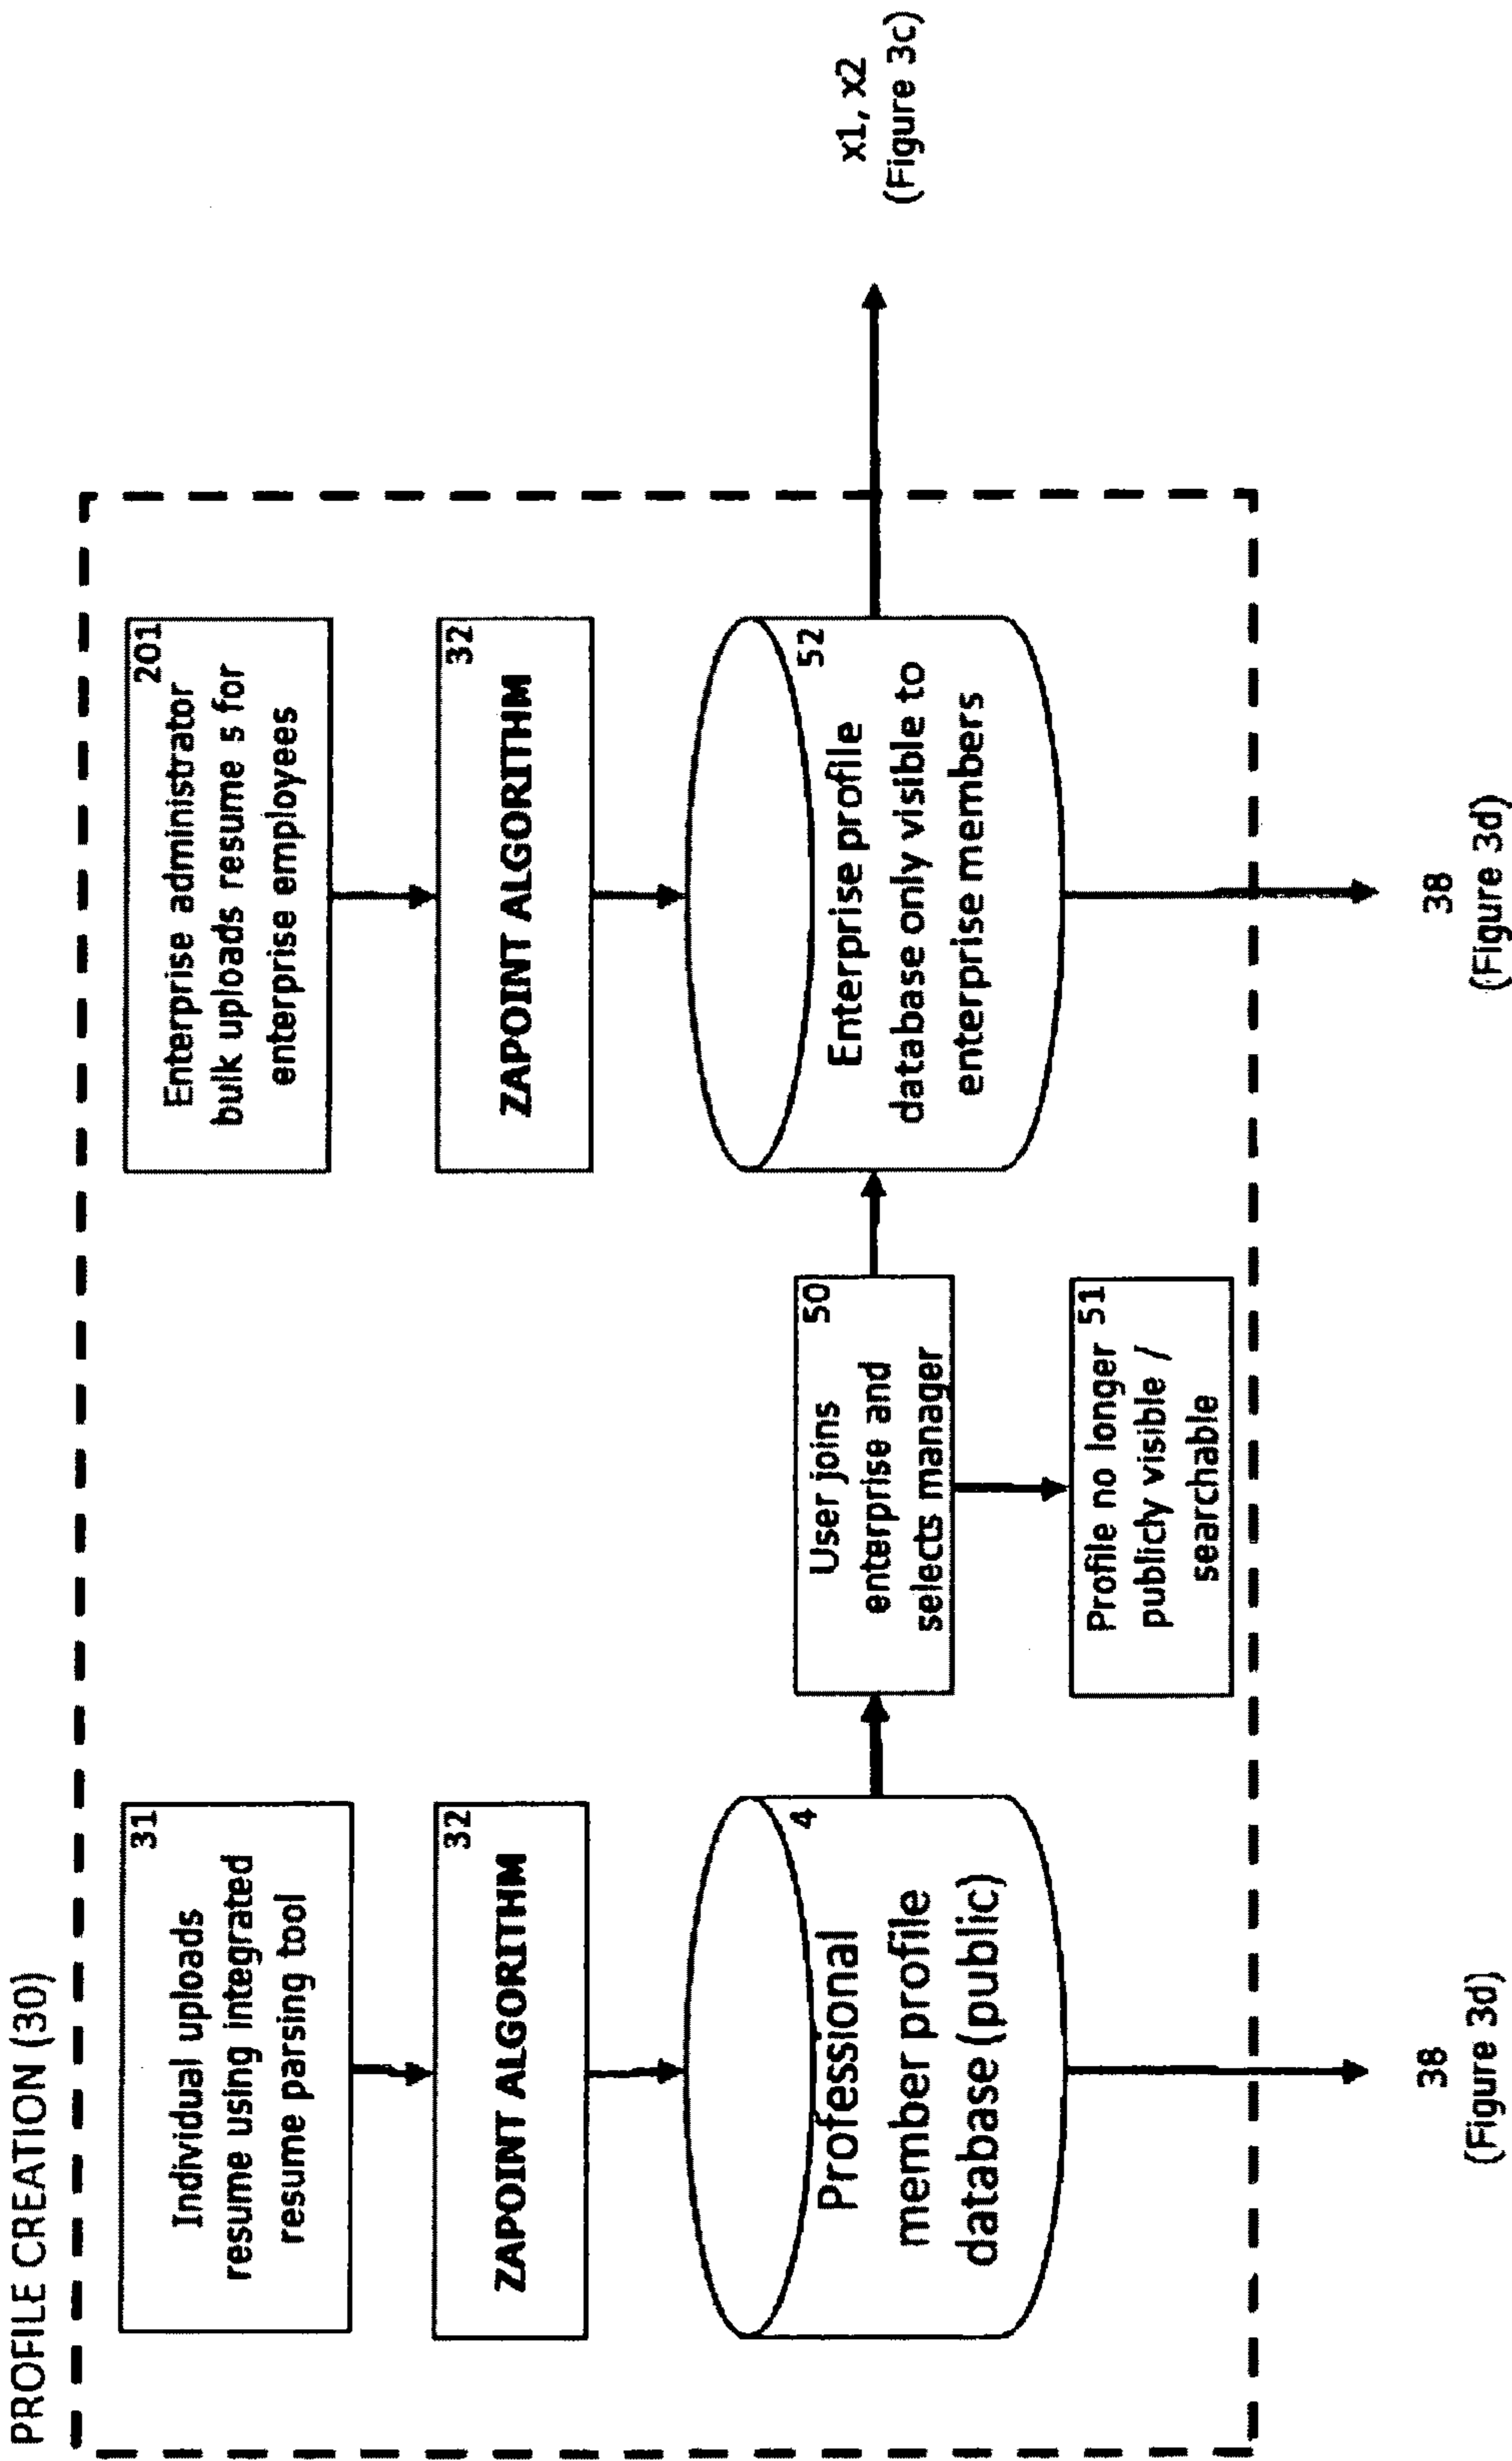 PROFILE CREATION (30)
31
Individual uploads
resume using integrated
resume parsing tool
32
ZAPOINT ALGORITHM
4
Professional
member profile
database (public)
38
(Figure 3d)
50
User joins
enterprise and
selects manager
51
Profile no longer
publicly visible /
searchable
201
Enterprise administrator
bulk uploads resume s for
enterprise employees
32
ZAPOINT ALGORITHM
52
Enterprise profile
database only visible to
enterprise members
38
(Figure 3d)
x1, x2
(Figure 3c)